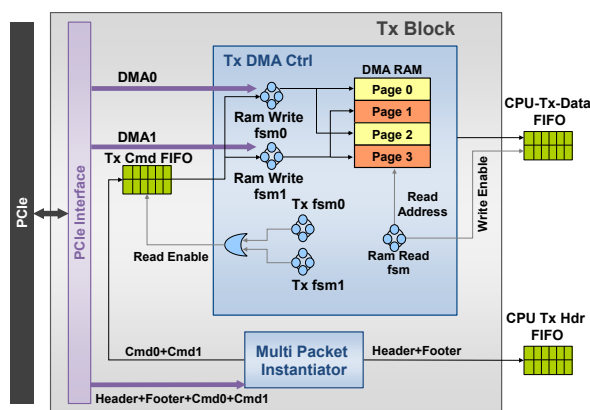 Tx Block
Tx DMA Ctrl
DMA0
DMA RAM
Page 0
Page 1
Page 2
Page 3
Ram Write
fsm0
CPU-Tx-Data
FIFO
DMA1
Tx Cmd FIFO
Ram Write
fsm1
PCIe
PCIe Interface
Tx fsm0
Read
Address
Write Enable
Read Enable
Tx fsm1
Ram Read
fsm
CPU Tx Hdr
FIFO
Cmd0+Cmd1
Multi Packet
Instantiator
Header+Footer
Header+Footer+Cmd0+Cmd1